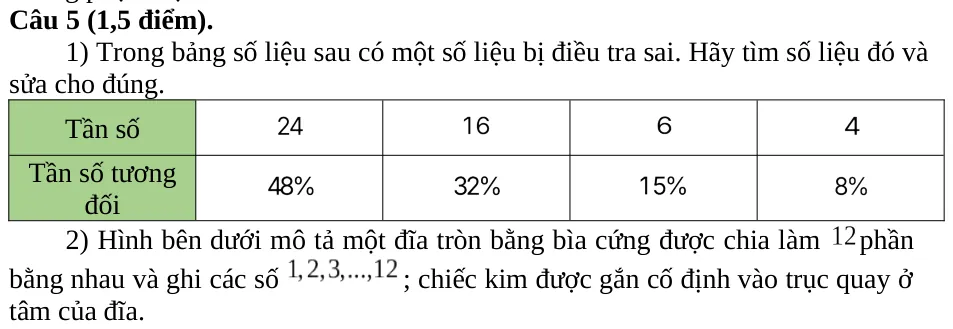 Câu 5 (1,5 điểm).
1) Trong bảng số liệu sau có một số liệu bị điều tra sai. Hãy tìm số liệu đó và
sửa cho đúng.
Tần số 24 16 6 4
Tần số tương
đối 48% 32% 15% 8%
2) Hình bên dưới mô tả một đĩa tròn bằng bìa cứng được chia làm 12 phần
bằng nhau và ghi các số 1, 2, 3,...,12 ; chiếc kim được gắn cố định vào trục quay ở
tâm của đĩa.